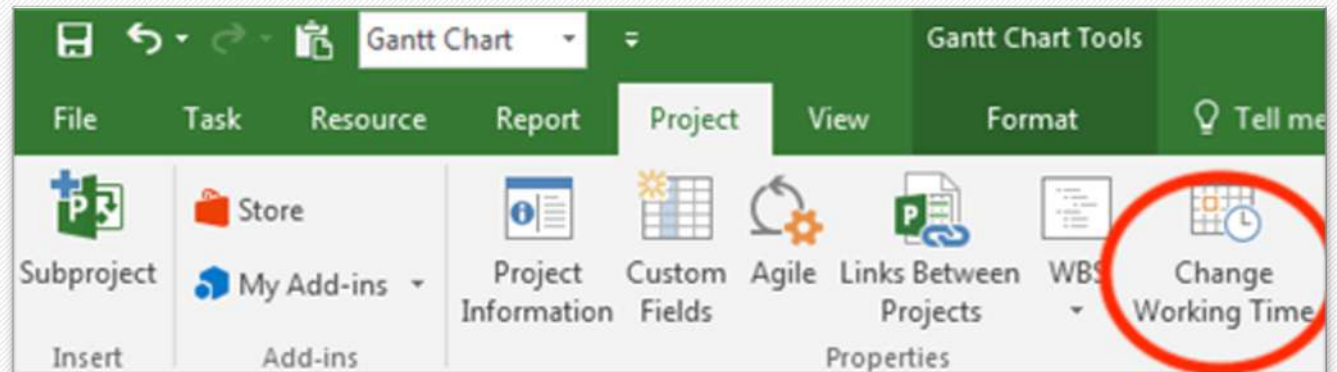 Gantt Chart
Gantt Chart Tools
File Task Resource Report Project View Format Tell me
Subproject
Store
My Add-ins
Project Information
Custom Fields
Agile
Links Between Projects
WBS
Change Working Time
Insert Add-ins Properties